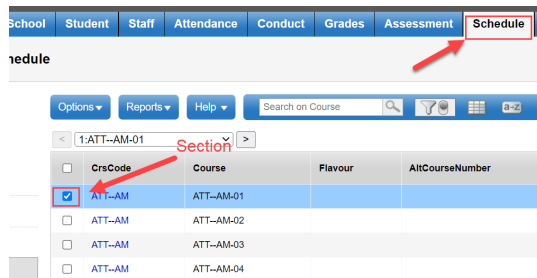 School Student Staff Attendance Conduct Grades Assessment Schedule
hedule
Options Reports Help Search on Course a-z
< 1:ATT--AM-01 >
Section
CrsCode Course Flavour AltCourseNumber
ATT--AM ATT--AM-01
ATT--AM ATT--AM-02
ATT--AM ATT--AM-03
ATT--AM ATT--AM-04